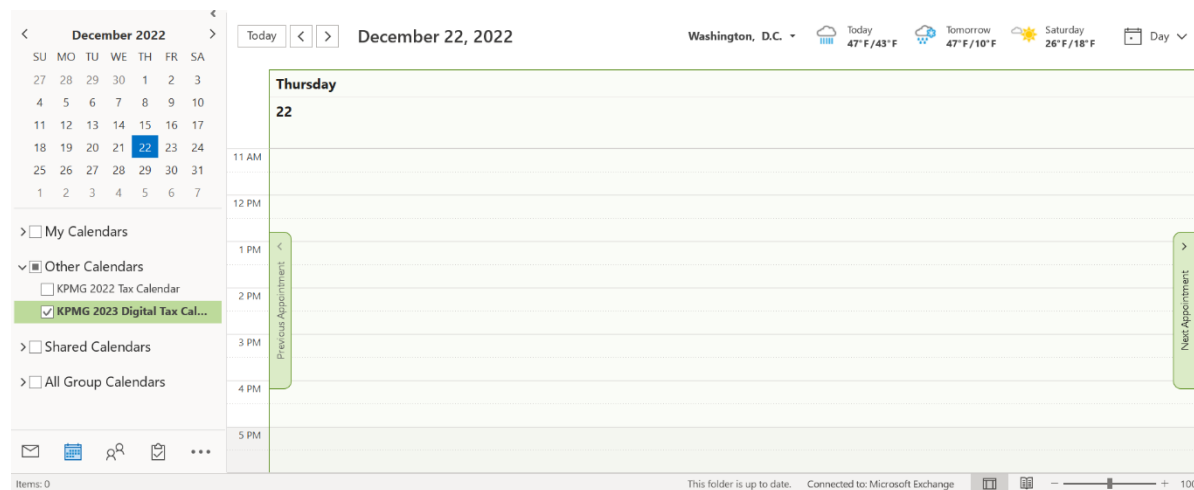 December 2022
SU MO TU WE TH FR SA
27 28 29 30 1 2 3
4 5 6 7 8 9 10
11 12 13 14 15 16 17
18 19 20 21 22 23 24
25 26 27 28 29 30 31
1 2 3 4 5 6 7
My Calendars
Other Calendars
KPMG 2022 Tax Calendar
KPMG 2023 Digital Tax Cal...
Shared Calendars
All Group Calendars
Today
December 22, 2022
Washington, D.C.
Today
47°F/43°F
Tomorrow
47°F/10°F
Saturday
26°F/18°F
Day
Thursday
22
11 AM
12 PM
1 PM
2 PM
3 PM
4 PM
5 PM
Previous Appointment
Next Appointment
Items: 0
This folder is up to date.
Connected to: Microsoft Exchange